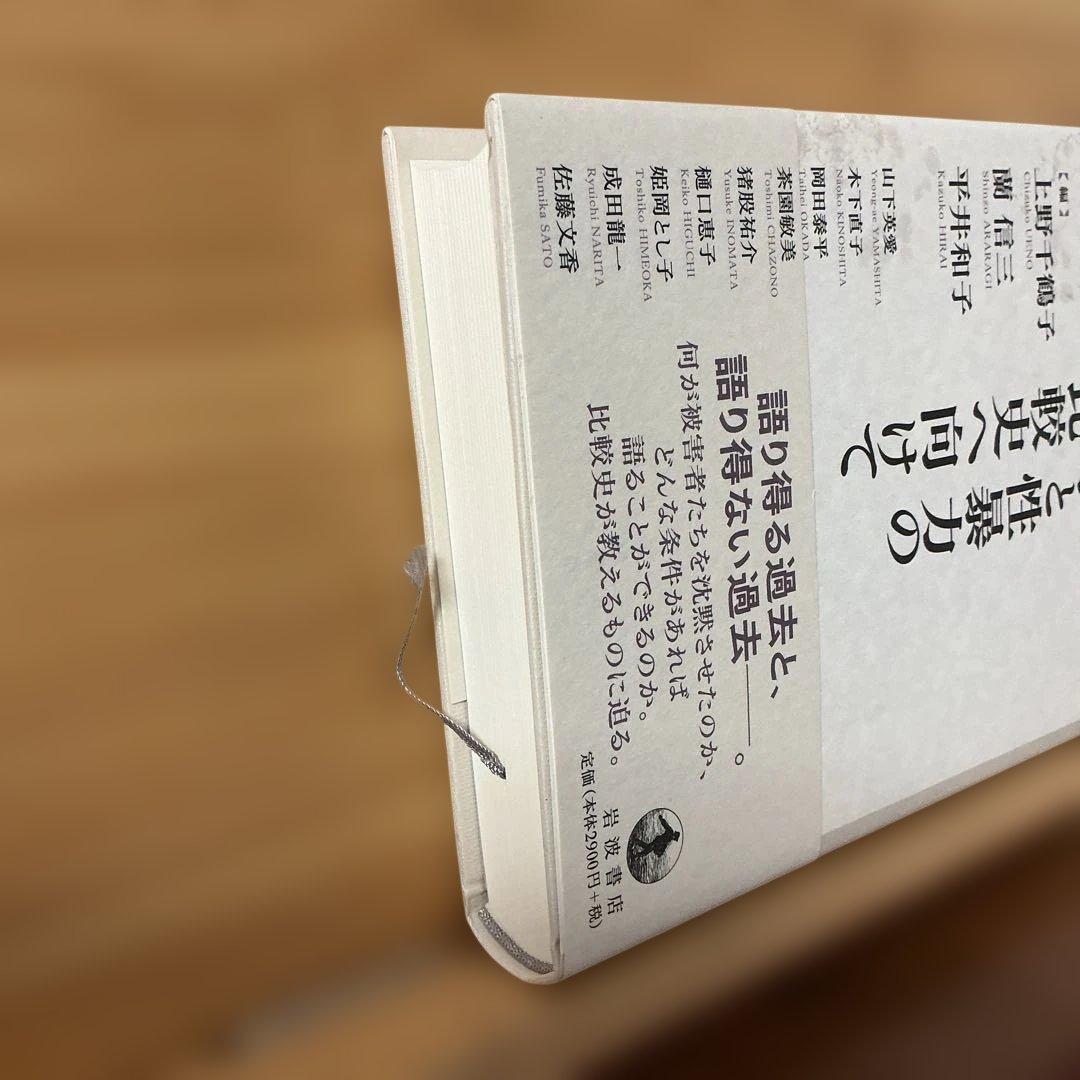 と性暴力の
比較史へ向けて
【編】
上野千鶴子
Chizuko UENO
蘭 信三
Shinzo ARARAGI
平井和子
Kazuko HIRAI
山下英愛
Yeong-ae YAMASHITA
木下直子
Naoko KINOSHITA
岡田泰平
Taihei OKADA
茶園敏美
Toshimi CHAZONO
猪股祐介
Yusuke INOMATA
樋口恵子
Keiko HIGUCHI
姫岡とし子
Toshiko HIMEOKA
成田龍一
Ryuichi NARITA
佐藤文香
Fumika SATO
語り得る過去と、
語り得ない過去――。
何が被害者たちを沈黙させたのか、
どんな条件があれば
語ることができるのか。
比較史が教えるものに迫る。
岩波書店
定価(本体2900円+税)